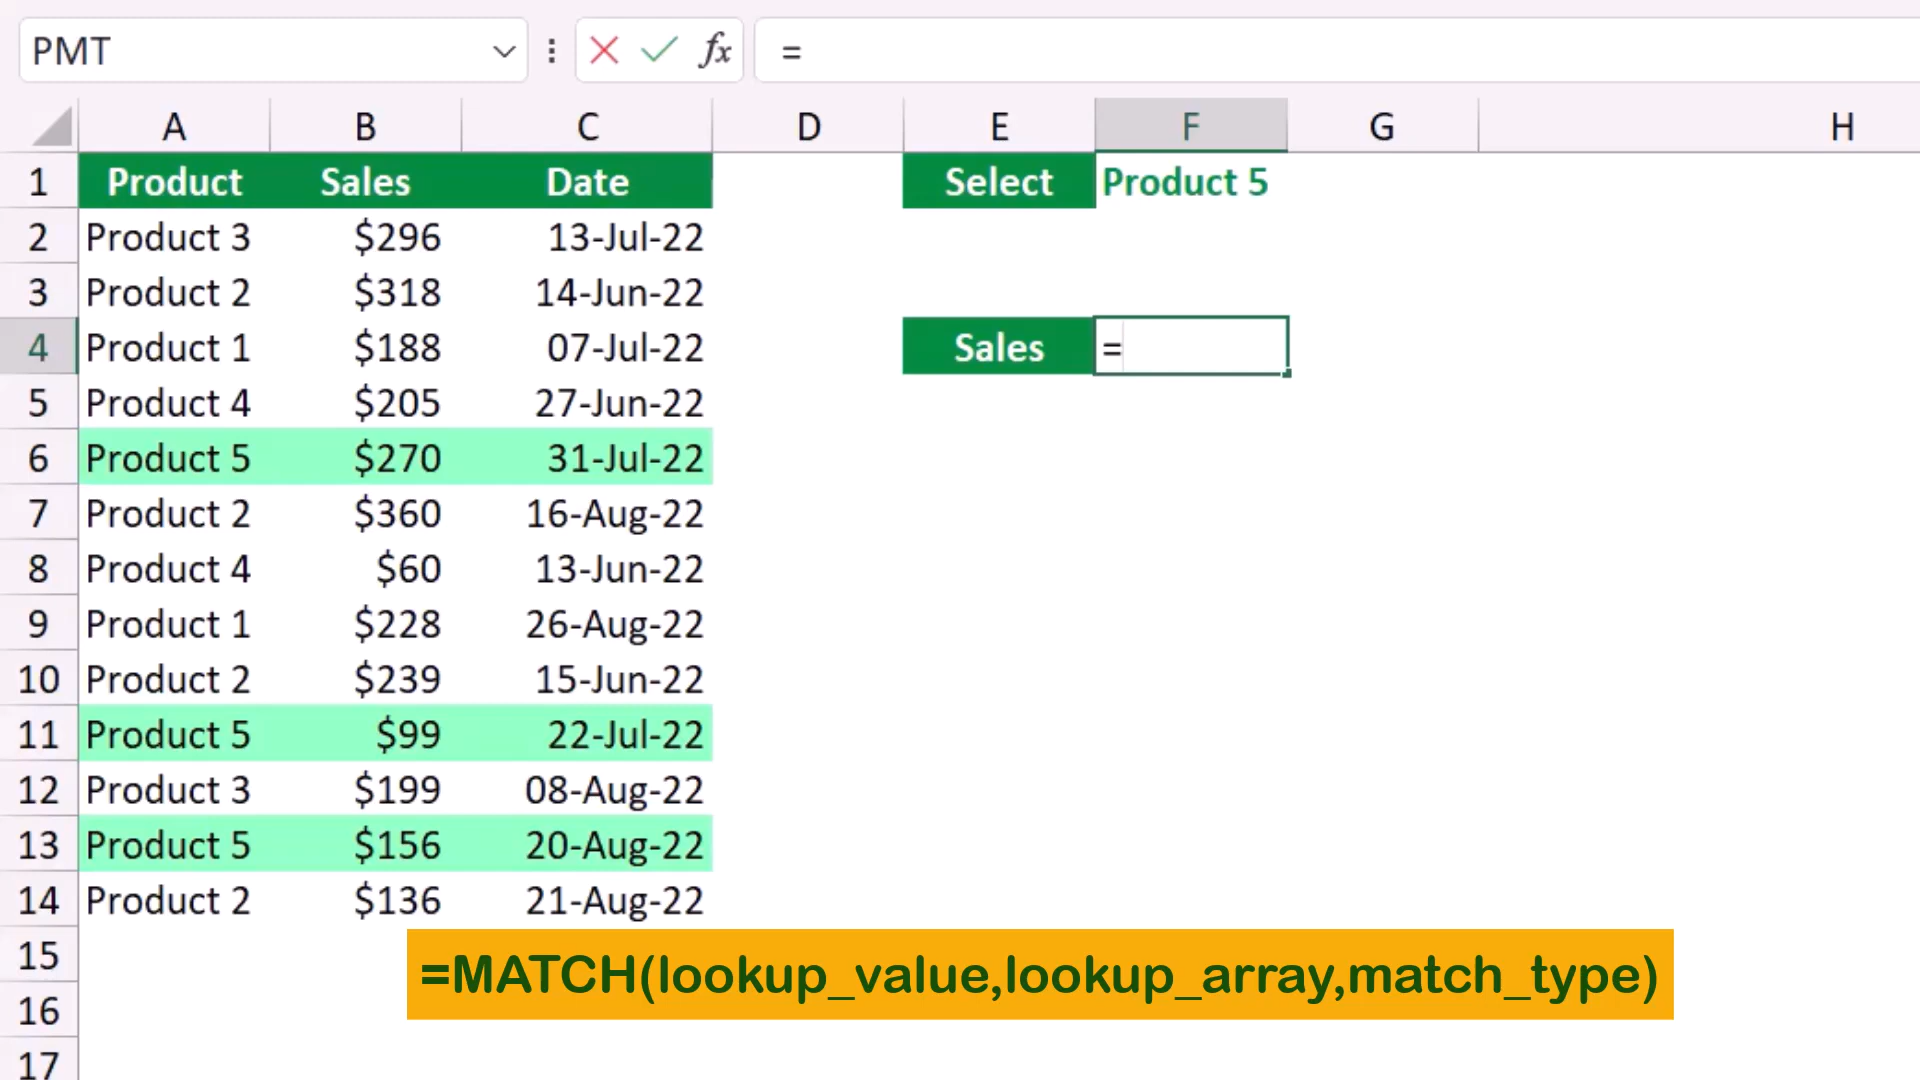 PMT fx =
A B C D E F G H
1 Product Sales Date Select Product 5
2 Product 3 $296 13-Jul-22
3 Product 2 $318 14-Jun-22
4 Product 1 $188 07-Jul-22 Sales =
5 Product 4 $205 27-Jun-22
6 Product 5 $270 31-Jul-22
7 Product 2 $360 16-Aug-22
8 Product 4 $60 13-Jun-22
9 Product 1 $228 26-Aug-22
10 Product 2 $239 15-Jun-22
11 Product 5 $99 22-Jul-22
12 Product 3 $199 08-Aug-22
13 Product 5 $156 20-Aug-22
14 Product 2 $136 21-Aug-22
15
=MATCH(lookup_value,lookup_array,match_type)
16
17